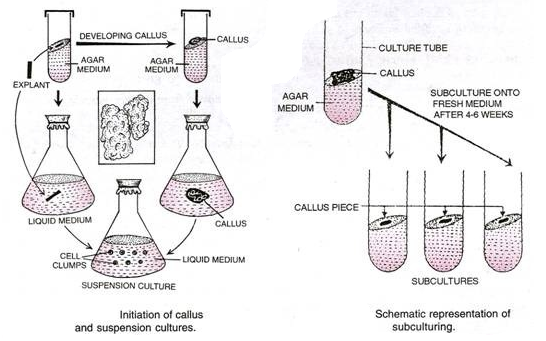 DEVELOPING CALLUS
CALLUS
AGAR
MEDIUM
AGAR
MEDIUM
EXPLANT
LIQUID MEDIUM
CALLUS
CELL
CLUMPS
LIQUID MEDIUM
SUSPENSION CULTURE
Initiation of callus
and suspension cultures.
CULTURE TUBE
CALLUS
AGAR
MEDIUM
SUBCULTURE ONTO
FRESH MEDIUM
AFTER 4-6 WEEKS
CALLUS PIECE
SUBCULTURES
Schematic representation of
subculturing.